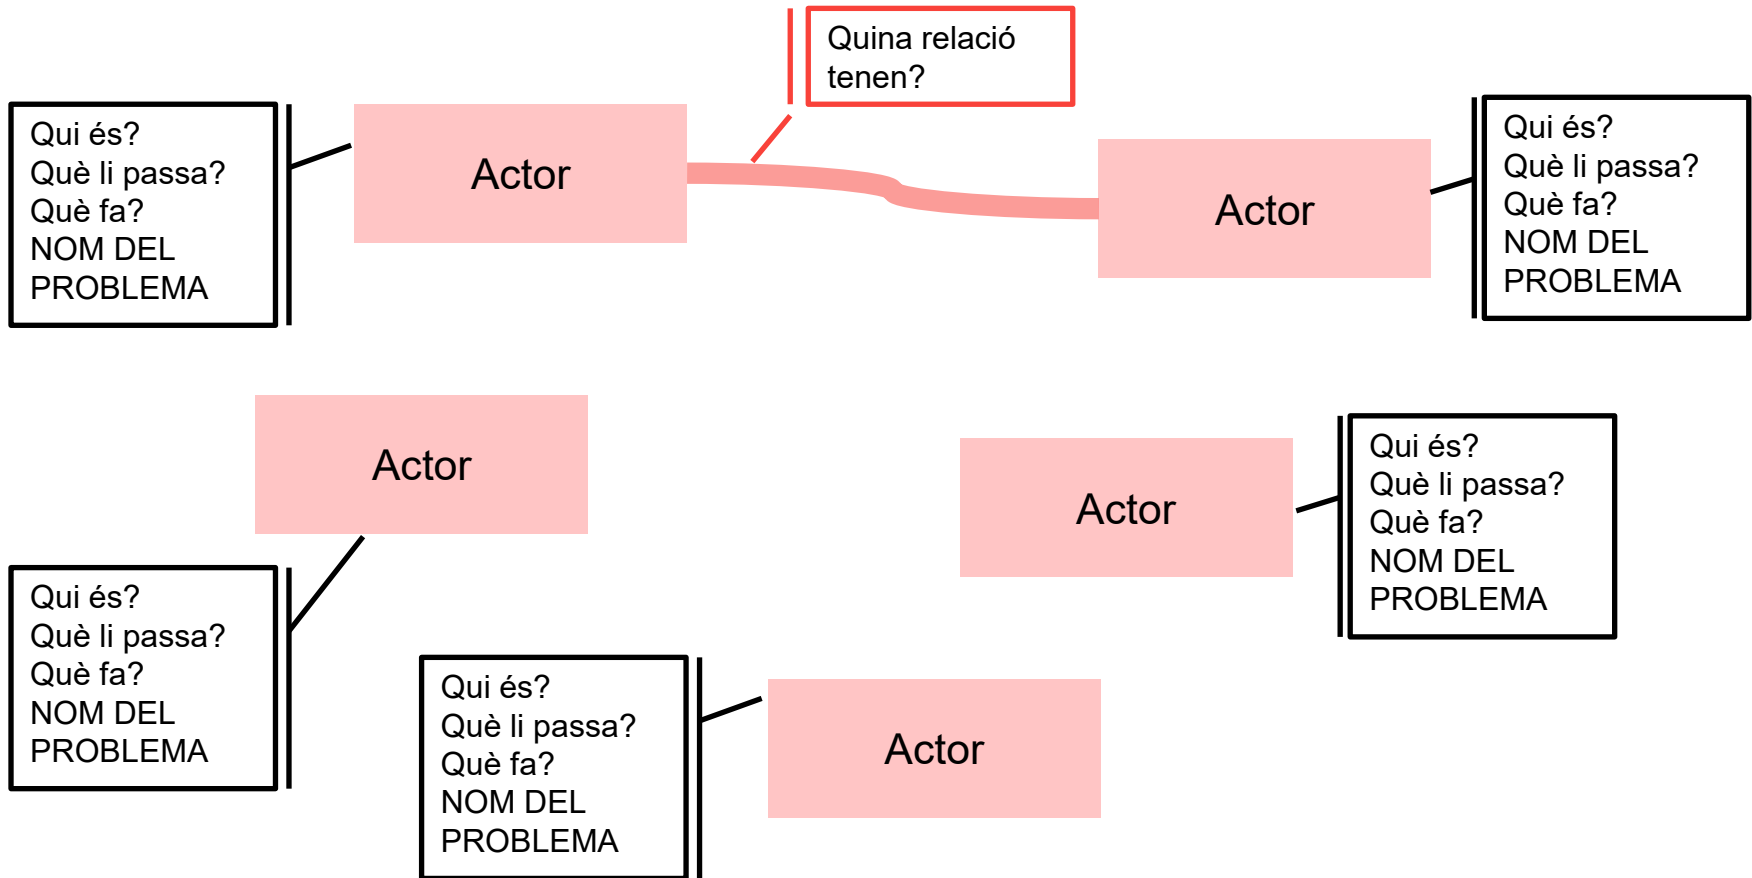 Quina relació
tenen?
Qui és?
Què li passa?
Què fa?
NOM DEL
PROBLEMA
Actor
Actor
Qui és?
Què li passa?
Què fa?
NOM DEL
PROBLEMA
Actor
Qui és?
Què li passa?
Què fa?
NOM DEL
PROBLEMA
Actor
Qui és?
Què li passa?
Què fa?
NOM DEL
PROBLEMA
Qui és?
Què li passa?
Què fa?
NOM DEL
PROBLEMA
Actor